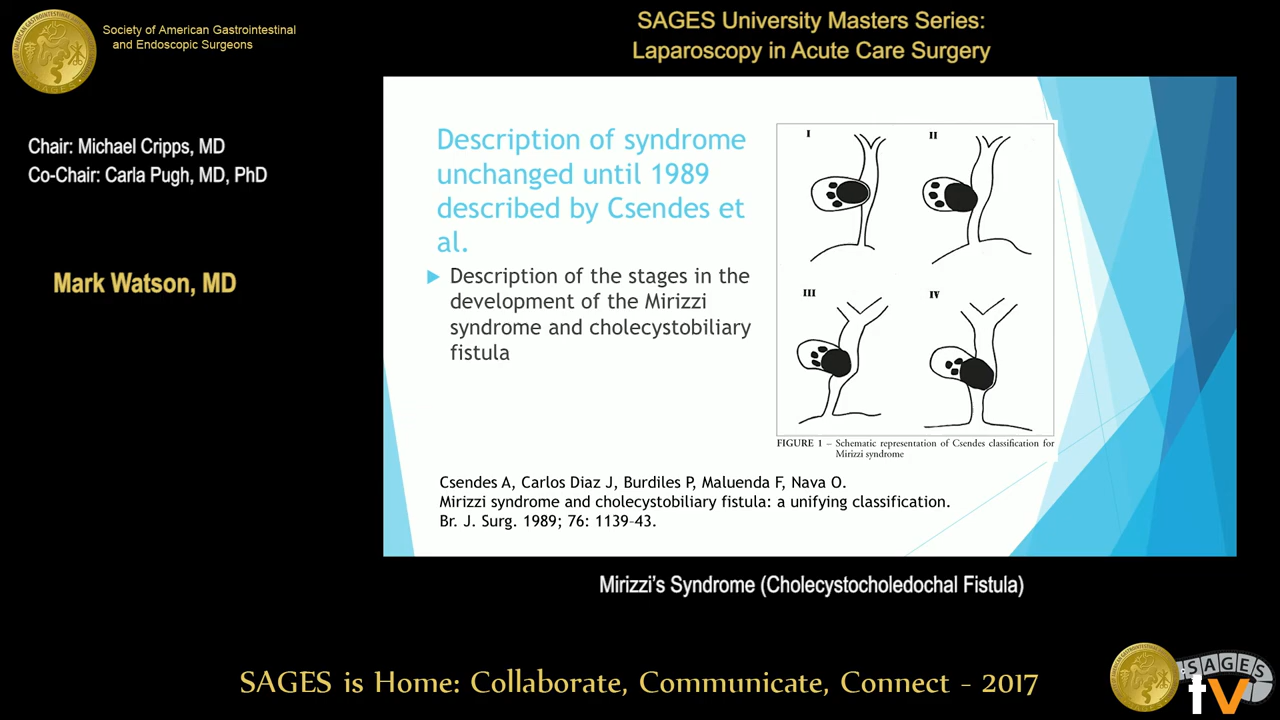 Society of American Gastrointestinal
and Endoscopic Surgeons
SAGES University Masters Series:
Laparoscopy in Acute Care Surgery
Chair: Michael Cripps, MD
Co-Chair: Carla Pugh, MD, PhD
Mark Watson, MD
Description of syndrome
unchanged until 1989
described by Csendes et
al.
Description of the stages in the
development of the Mirizzi
syndrome and cholecystobiliary
fistula
I
II
III
IV
FIGURE 1 – Schematic representation of Csendes classification for
Mirizzi syndrome
Csendes A, Carlos Diaz J, Burdiles P, Maluenda F, Nava O.
Mirizzi syndrome and cholecystobiliary fistula: a unifying classification.
Br. J. Surg. 1989; 76: 1139–43.
Mirizzi's Syndrome (Cholecystocholedochal Fistula)
SAGES is Home: Collaborate, Communicate, Connect - 2017
SAGES
tv